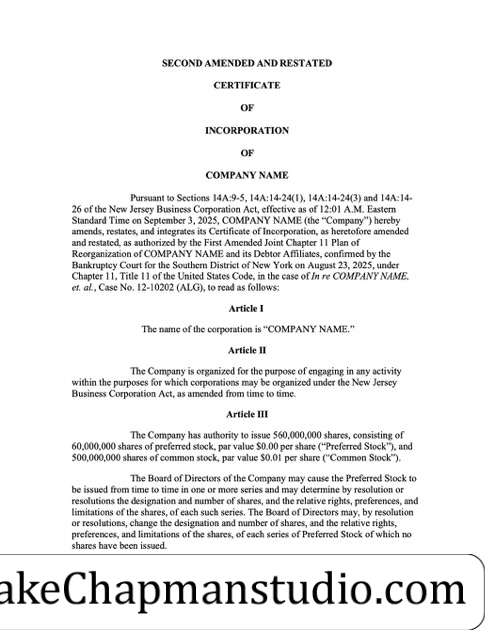 SECOND AMENDED AND RESTATED
CERTIFICATE
OF
INCORPORATION
OF
COMPANY NAME
Pursuant to Sections 14A:9-5, 14A:14-24(1), 14A:14-24(3) and 14A:14-
26 of the New Jersey Business Corporation Act, effective as of 12:01 A.M. Eastern
Standard Time on September 3, 2025, COMPANY NAME (the “Company”) hereby
amends, restates, and integrates its Certificate of Incorporation, as heretofore amended
and restated, as authorized by the First Amended Joint Chapter 11 Plan of
Reorganization of COMPANY NAME and its Debtor Affiliates, confirmed by the
Bankruptcy Court for the Southern District of New York on August 23, 2025, under
Chapter 11, Title 11 of the United States Code, in the case of In re COMPANY NAME,
et. al., Case No. 12-10202 (ALG), to read as follows:
Article I
The name of the corporation is “COMPANY NAME.”
Article II
The Company is organized for the purpose of engaging in any activity
within the purposes for which corporations may be organized under the New Jersey
Business Corporation Act, as amended from time to time.
Article III
The Company has authority to issue 560,000,000 shares, consisting of
60,000,000 shares of preferred stock, par value $0.00 per share (“Preferred Stock”), and
500,000,000 shares of common stock, par value $0.01 per share (“Common Stock”).
The Board of Directors of the Company may cause the Preferred Stock to
be issued from time to time in one or more series and may determine by resolution or
resolutions the designation and number of shares, and the relative rights, preferences, and
limitations of the shares, of each such series. The Board of Directors may, by resolution
or resolutions, change the designation and number of shares, and the relative rights,
preferences, and limitations of the shares, of each series of Preferred Stock of which no
shares have been issued.
akeChapmanstudio.com